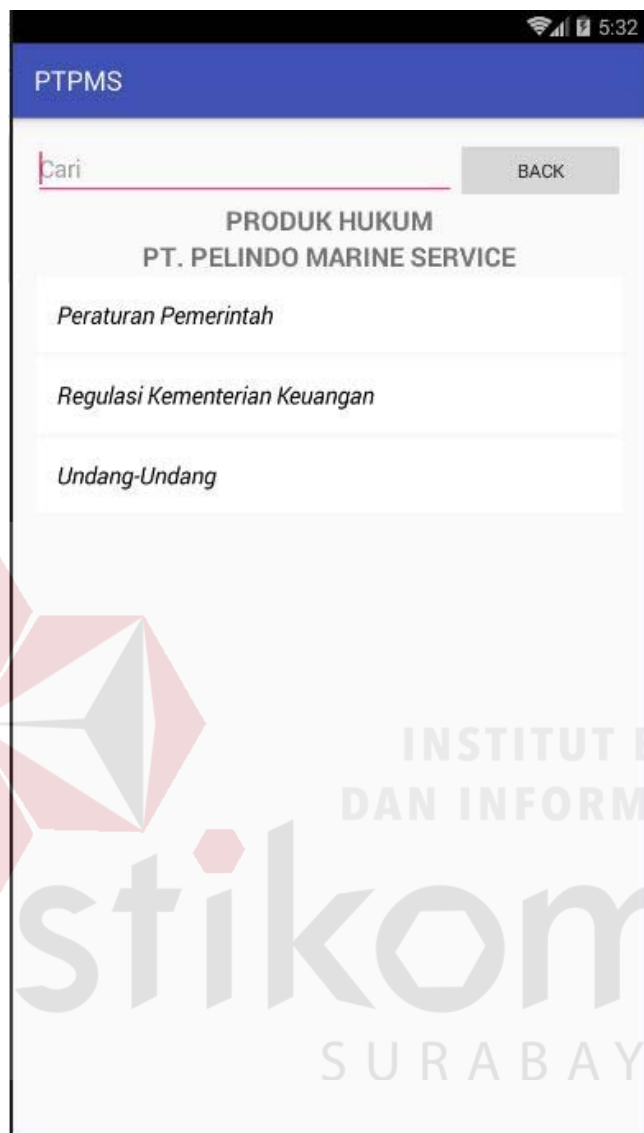 5:32
PTPMS
Cari
BACK
PRODUK HUKUM
PT. PELINDO MARINE SERVICE
Peraturan Pemerintah
Regulasi Kementerian Keuangan
Undang-Undang
INSTITUT
DAN INFORM
stikom
SURABAY